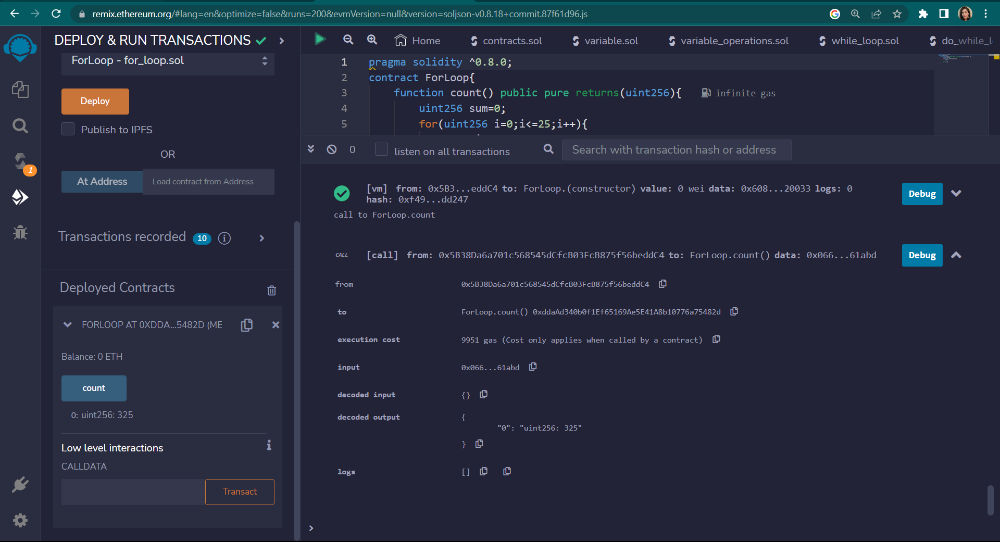 remix.ethereum.org/#lang=en&optimize=false&runs=200&evmVersion=null&version=soljson-v0.8.18+commit.87f61d96.js
DEPLOY & RUN TRANSACTIONS
ForLoop - for_loop.sol
Deploy
Publish to IPFS
OR
At Address
Load contract from Address
1
Transactions recorded 10 i
Deployed Contracts
FORLOOP AT 0XDDA...5482D (ME
Balance: 0 ETH
count
0: uint256: 325
Low level interactions i
CALLDATA
Transact
Home contracts.sol variable.sol variable_operations.sol while_loop.sol do_while_l
1 pragma solidity ^0.8.0;
2 contract ForLoop{
3 function count() public pure returns(uint256){ infinite gas
4 uint256 sum=0;
5 for(uint256 i=0;i<=25;i++){
0 listen on all transactions Search with transaction hash or address
[vm] from: 0x5B3...eddC4 to: ForLoop.(constructor) value: 0 wei data: 0x608...20033 logs: 0
hash: 0xf49...dd247
Debug
call to ForLoop.count
CALL [call] from: 0x5B38Da6a701c568545dCfcB03FcB875f56beddC4 to: ForLoop.count() data: 0x066...61abd Debug
from 0x5B38Da6a701c568545dCfcB03FcB875f56beddC4
to ForLoop.count() 0xddaAd340b0f1Ef65169Ae5E41A8b10776a75482d
execution cost 9951 gas (Cost only applies when called by a contract)
input 0x066...61abd
decoded input {}
decoded output {
"0": "uint256: 325"
}
logs []
>